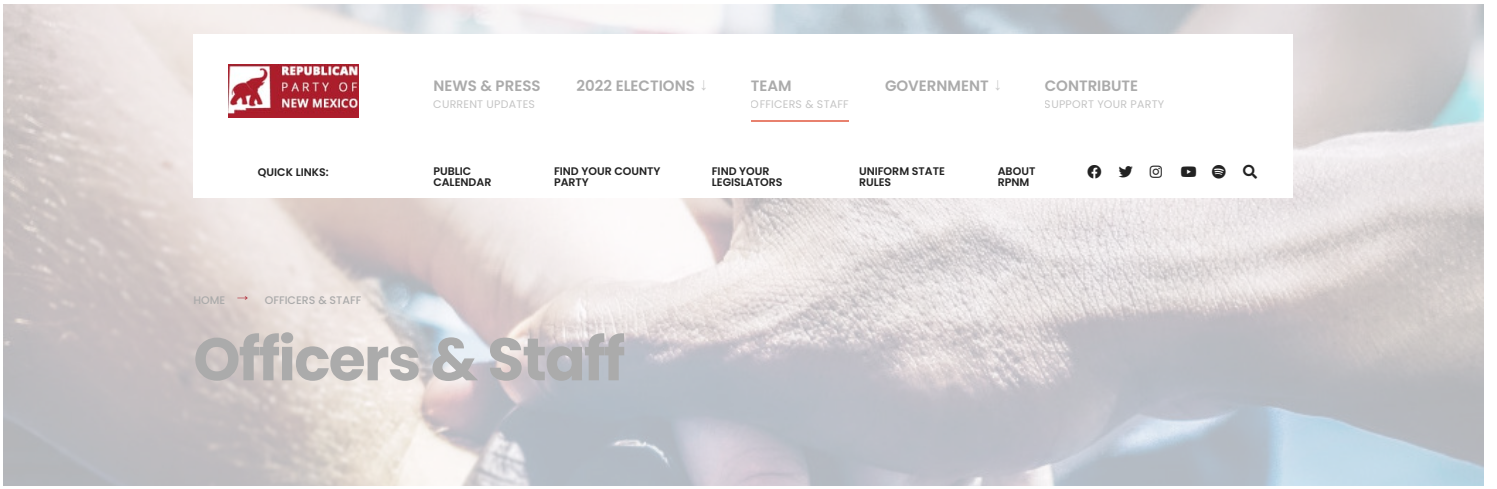 REPUBLICAN
PARTY OF
NEW MEXICO
NEWS & PRESS
CURRENT UPDATES
2022 ELECTIONS ↓
TEAM
OFFICERS & STAFF
GOVERNMENT ↓
CONTRIBUTE
SUPPORT YOUR PARTY
QUICK LINKS:
PUBLIC
CALENDAR
FIND YOUR COUNTY
PARTY
FIND YOUR
LEGISLATORS
UNIFORM STATE
RULES
ABOUT
RPNM
HOME → OFFICERS & STAFF
Officers & Staff